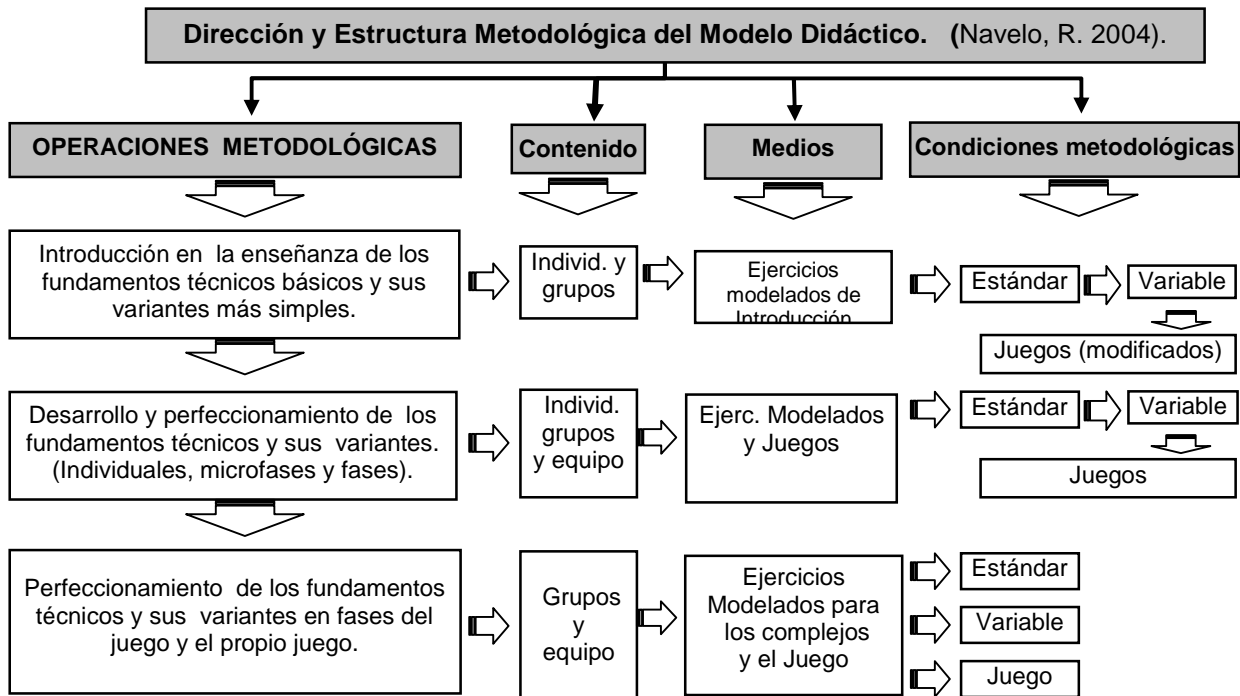 Dirección y Estructura Metodológica del Modelo Didáctico. (Navelo, R. 2004).
OPERACIONES METODOLÓGICAS
Contenido
Medios
Condiciones metodológicas
Introducción en la enseñanza de los
fundamentos técnicos básicos y sus
variantes más simples.
Individ. y
grupos
Ejercicios
modelados de
Introducción
Estándar
Variable
Juegos (modificados)
Desarrollo y perfeccionamiento de los
fundamentos técnicos y sus variantes.
(Individuales, microfases y fases).
Individ.
grupos
y equipo
Ejerc. Modelados
y Juegos
Estándar
Variable
Juegos
Perfeccionamiento de los fundamentos
técnicos y sus variantes en fases del
juego y el propio juego.
Grupos
y
equipo
Ejercicios
Modelados para
los complejos
y el Juego
Estándar
Variable
Juego